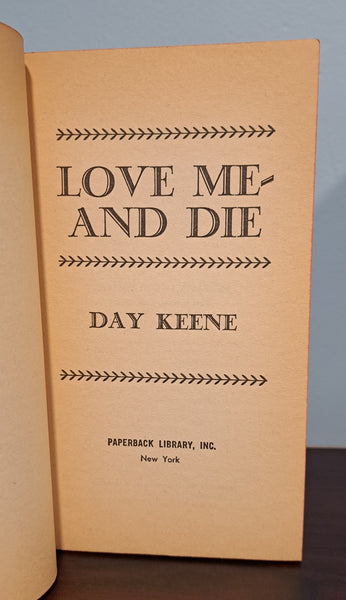 LOVE ME-
AND DIE
DAY KEENE
PAPERBACK LIBRARY, INC.
New York